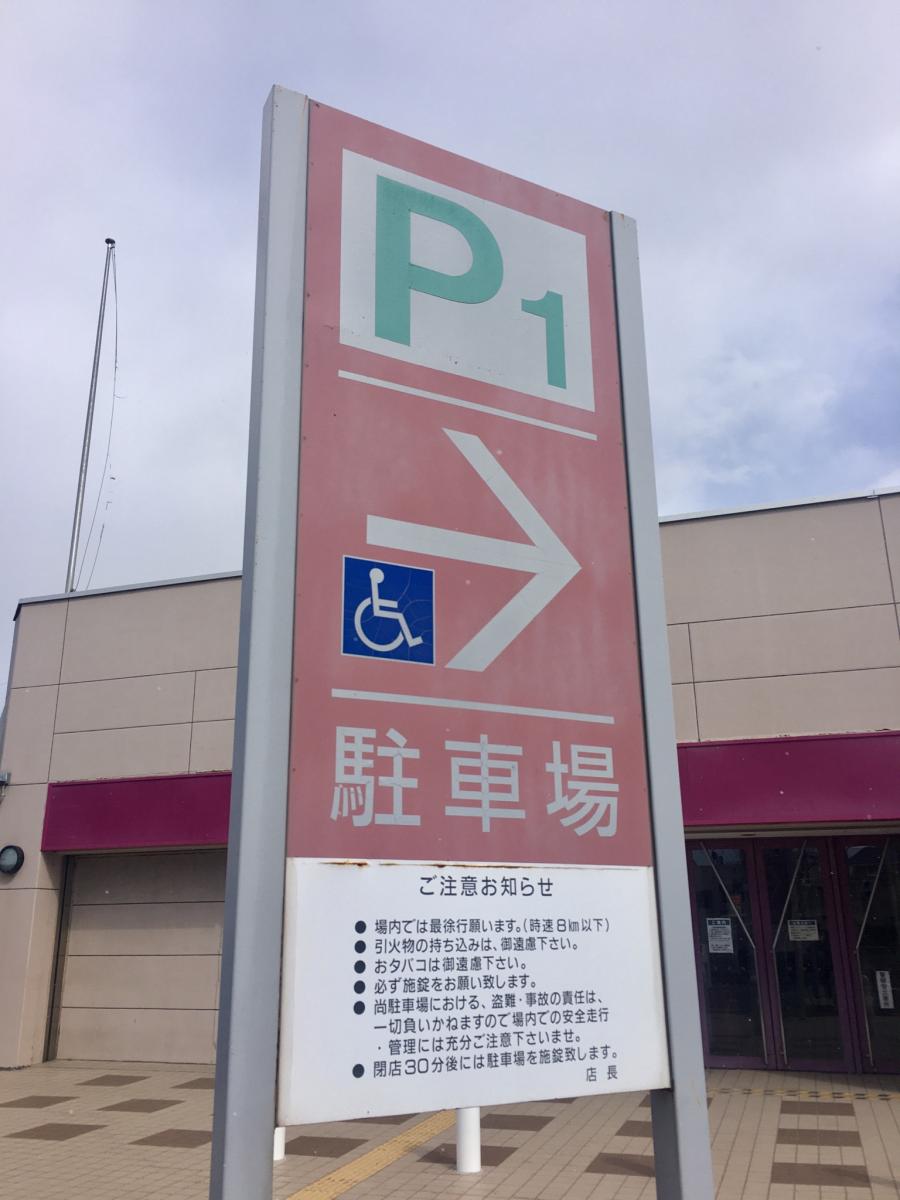 P1
駐車場
ご注意お知らせ
● 場内では最徐行願います。(時速8km以下)
● 引火物の持ち込みは、御遠慮下さい。
● おタバコは御遠慮下さい。
● 必ず施錠をお願い致します。
● 尚駐車場における、盗難・事故の責任は、
一切負いかねますので場内での安全走行
・管理には充分ご注意下さいませ。
● 閉店30分後には駐車場を施錠致します。
店長